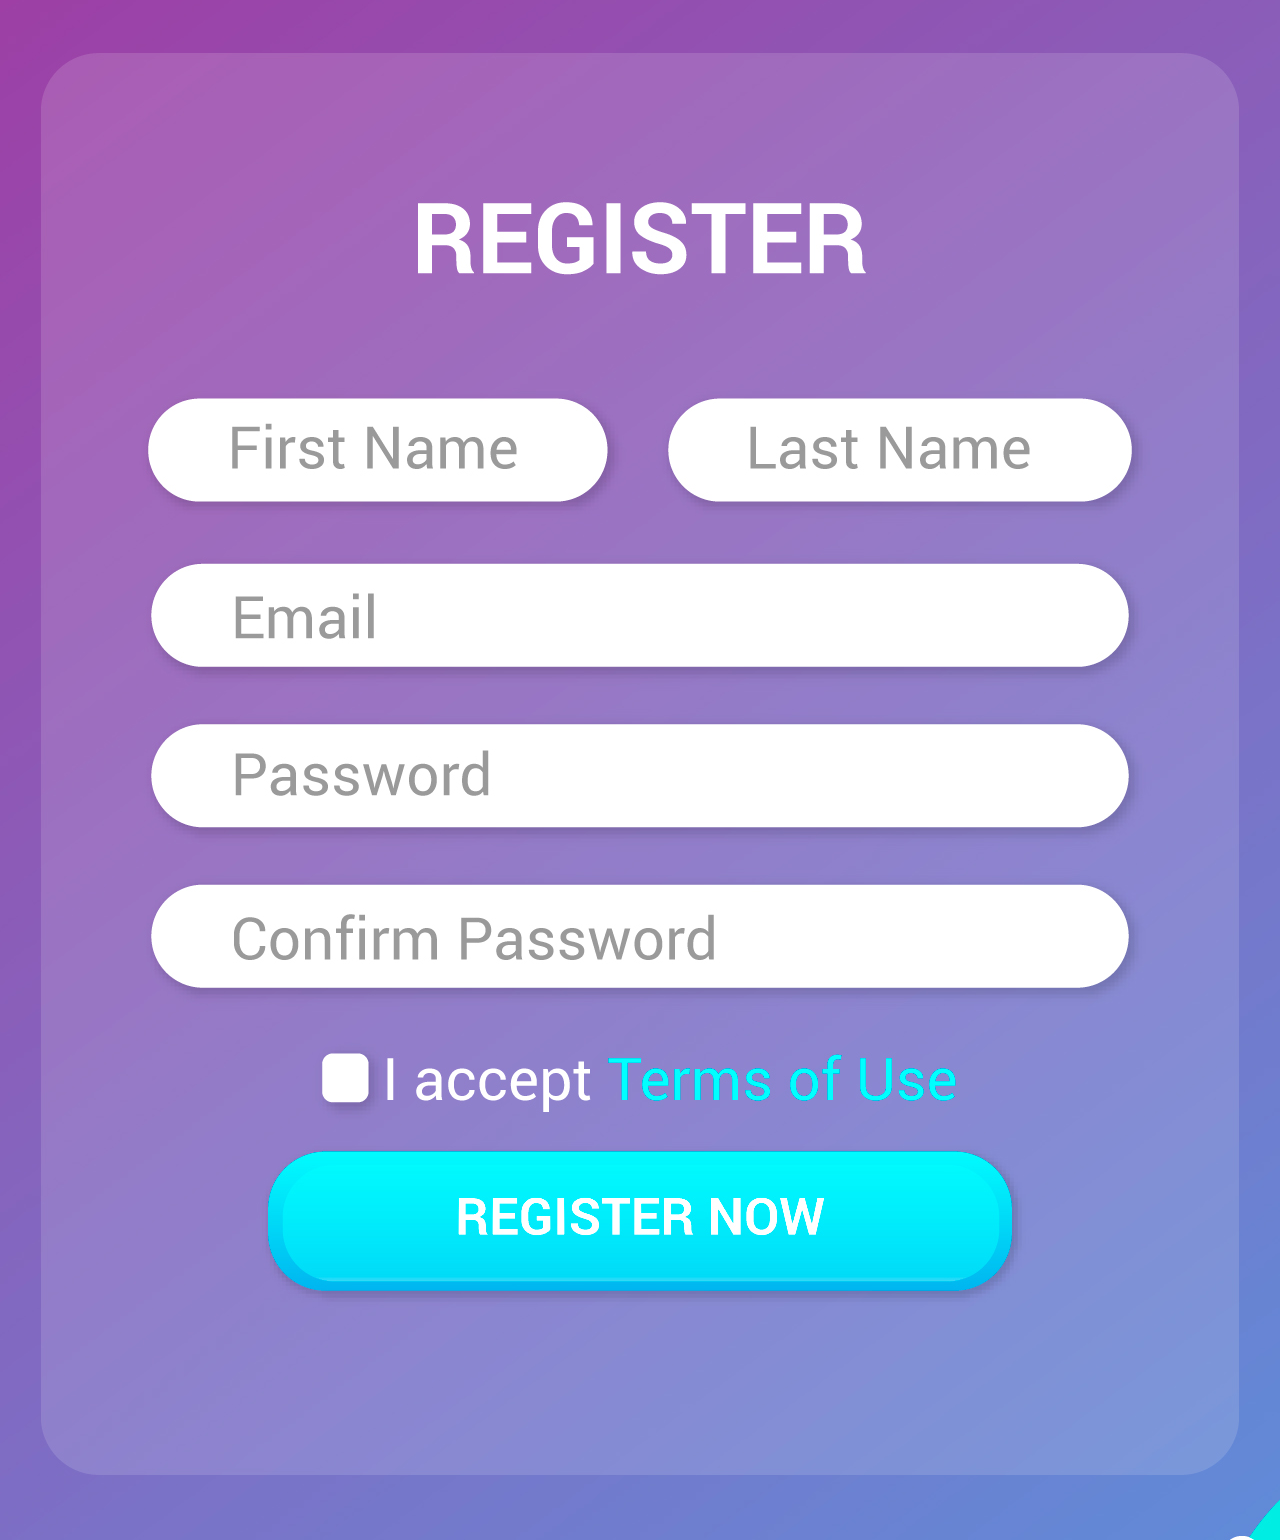 REGISTER
First Name Last Name
Email
Password
Confirm Password
I accept Terms of Use
REGISTER NOW